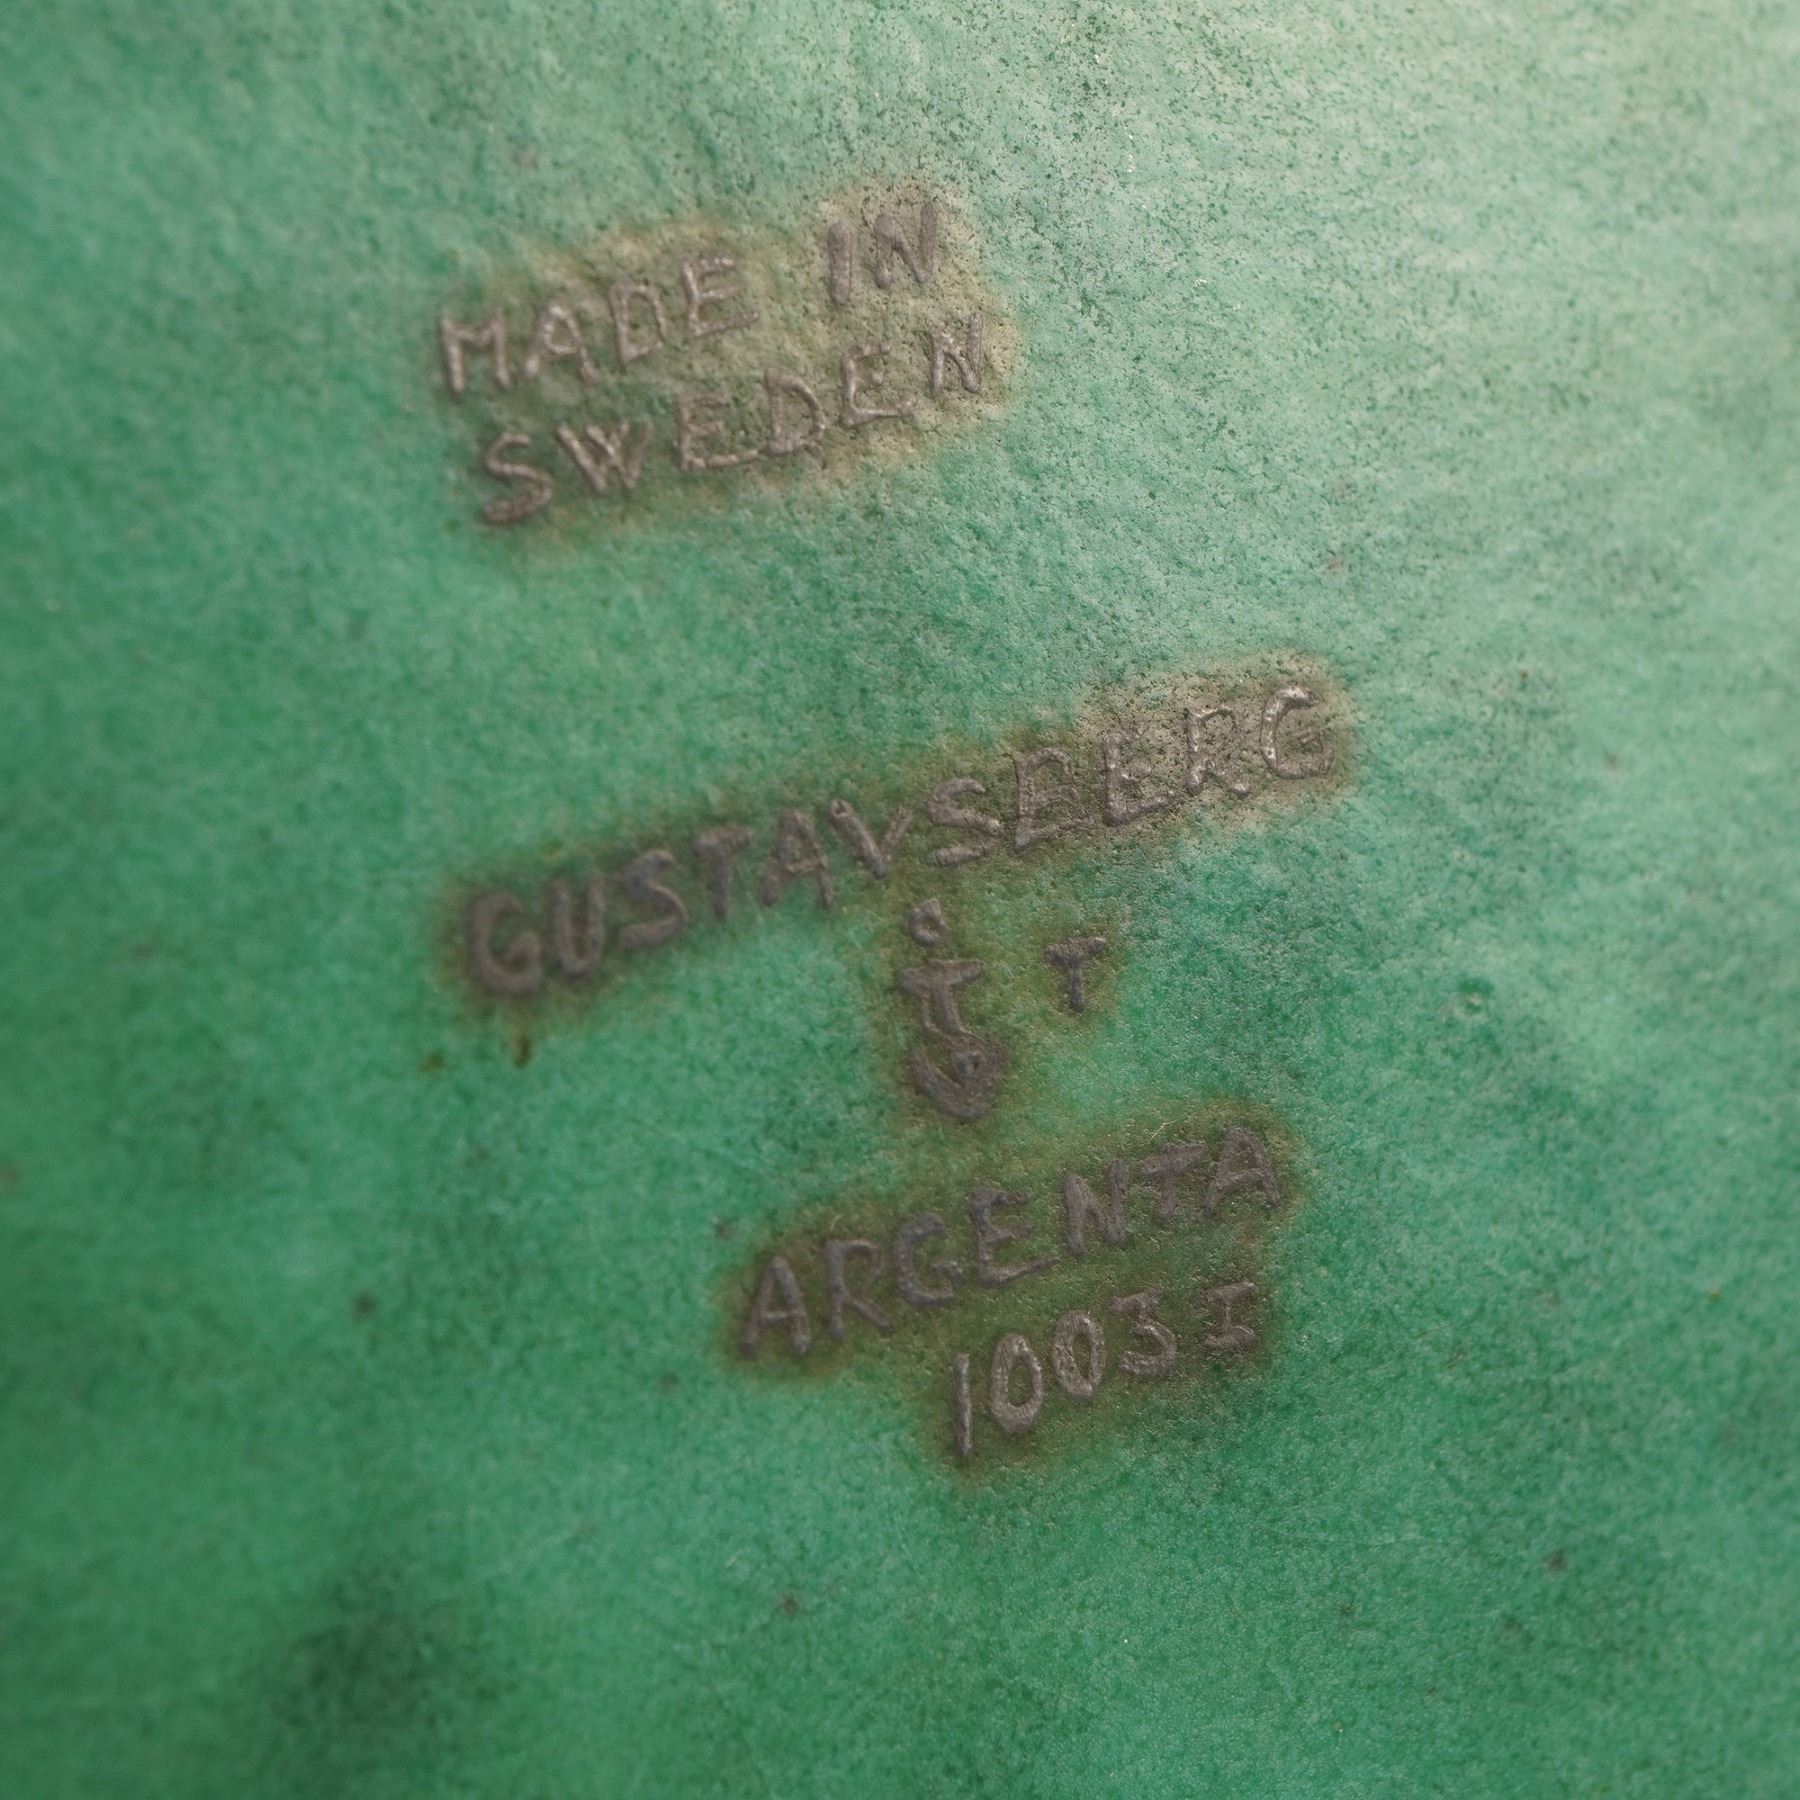 MADE IN
SWEDEN
GUSTAVSBERG
T
ARGENTA
1003 I